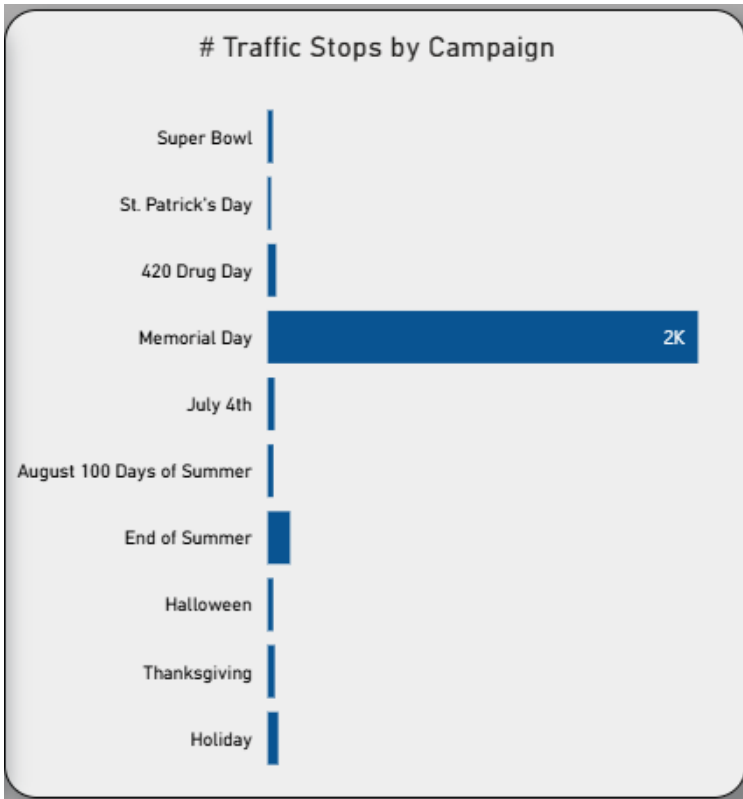 # Traffic Stops by Campaign
Super Bowl
St. Patrick's Day
420 Drug Day
Memorial Day 2K
July 4th
August 100 Days of Summer
End of Summer
Halloween
Thanksgiving
Holiday